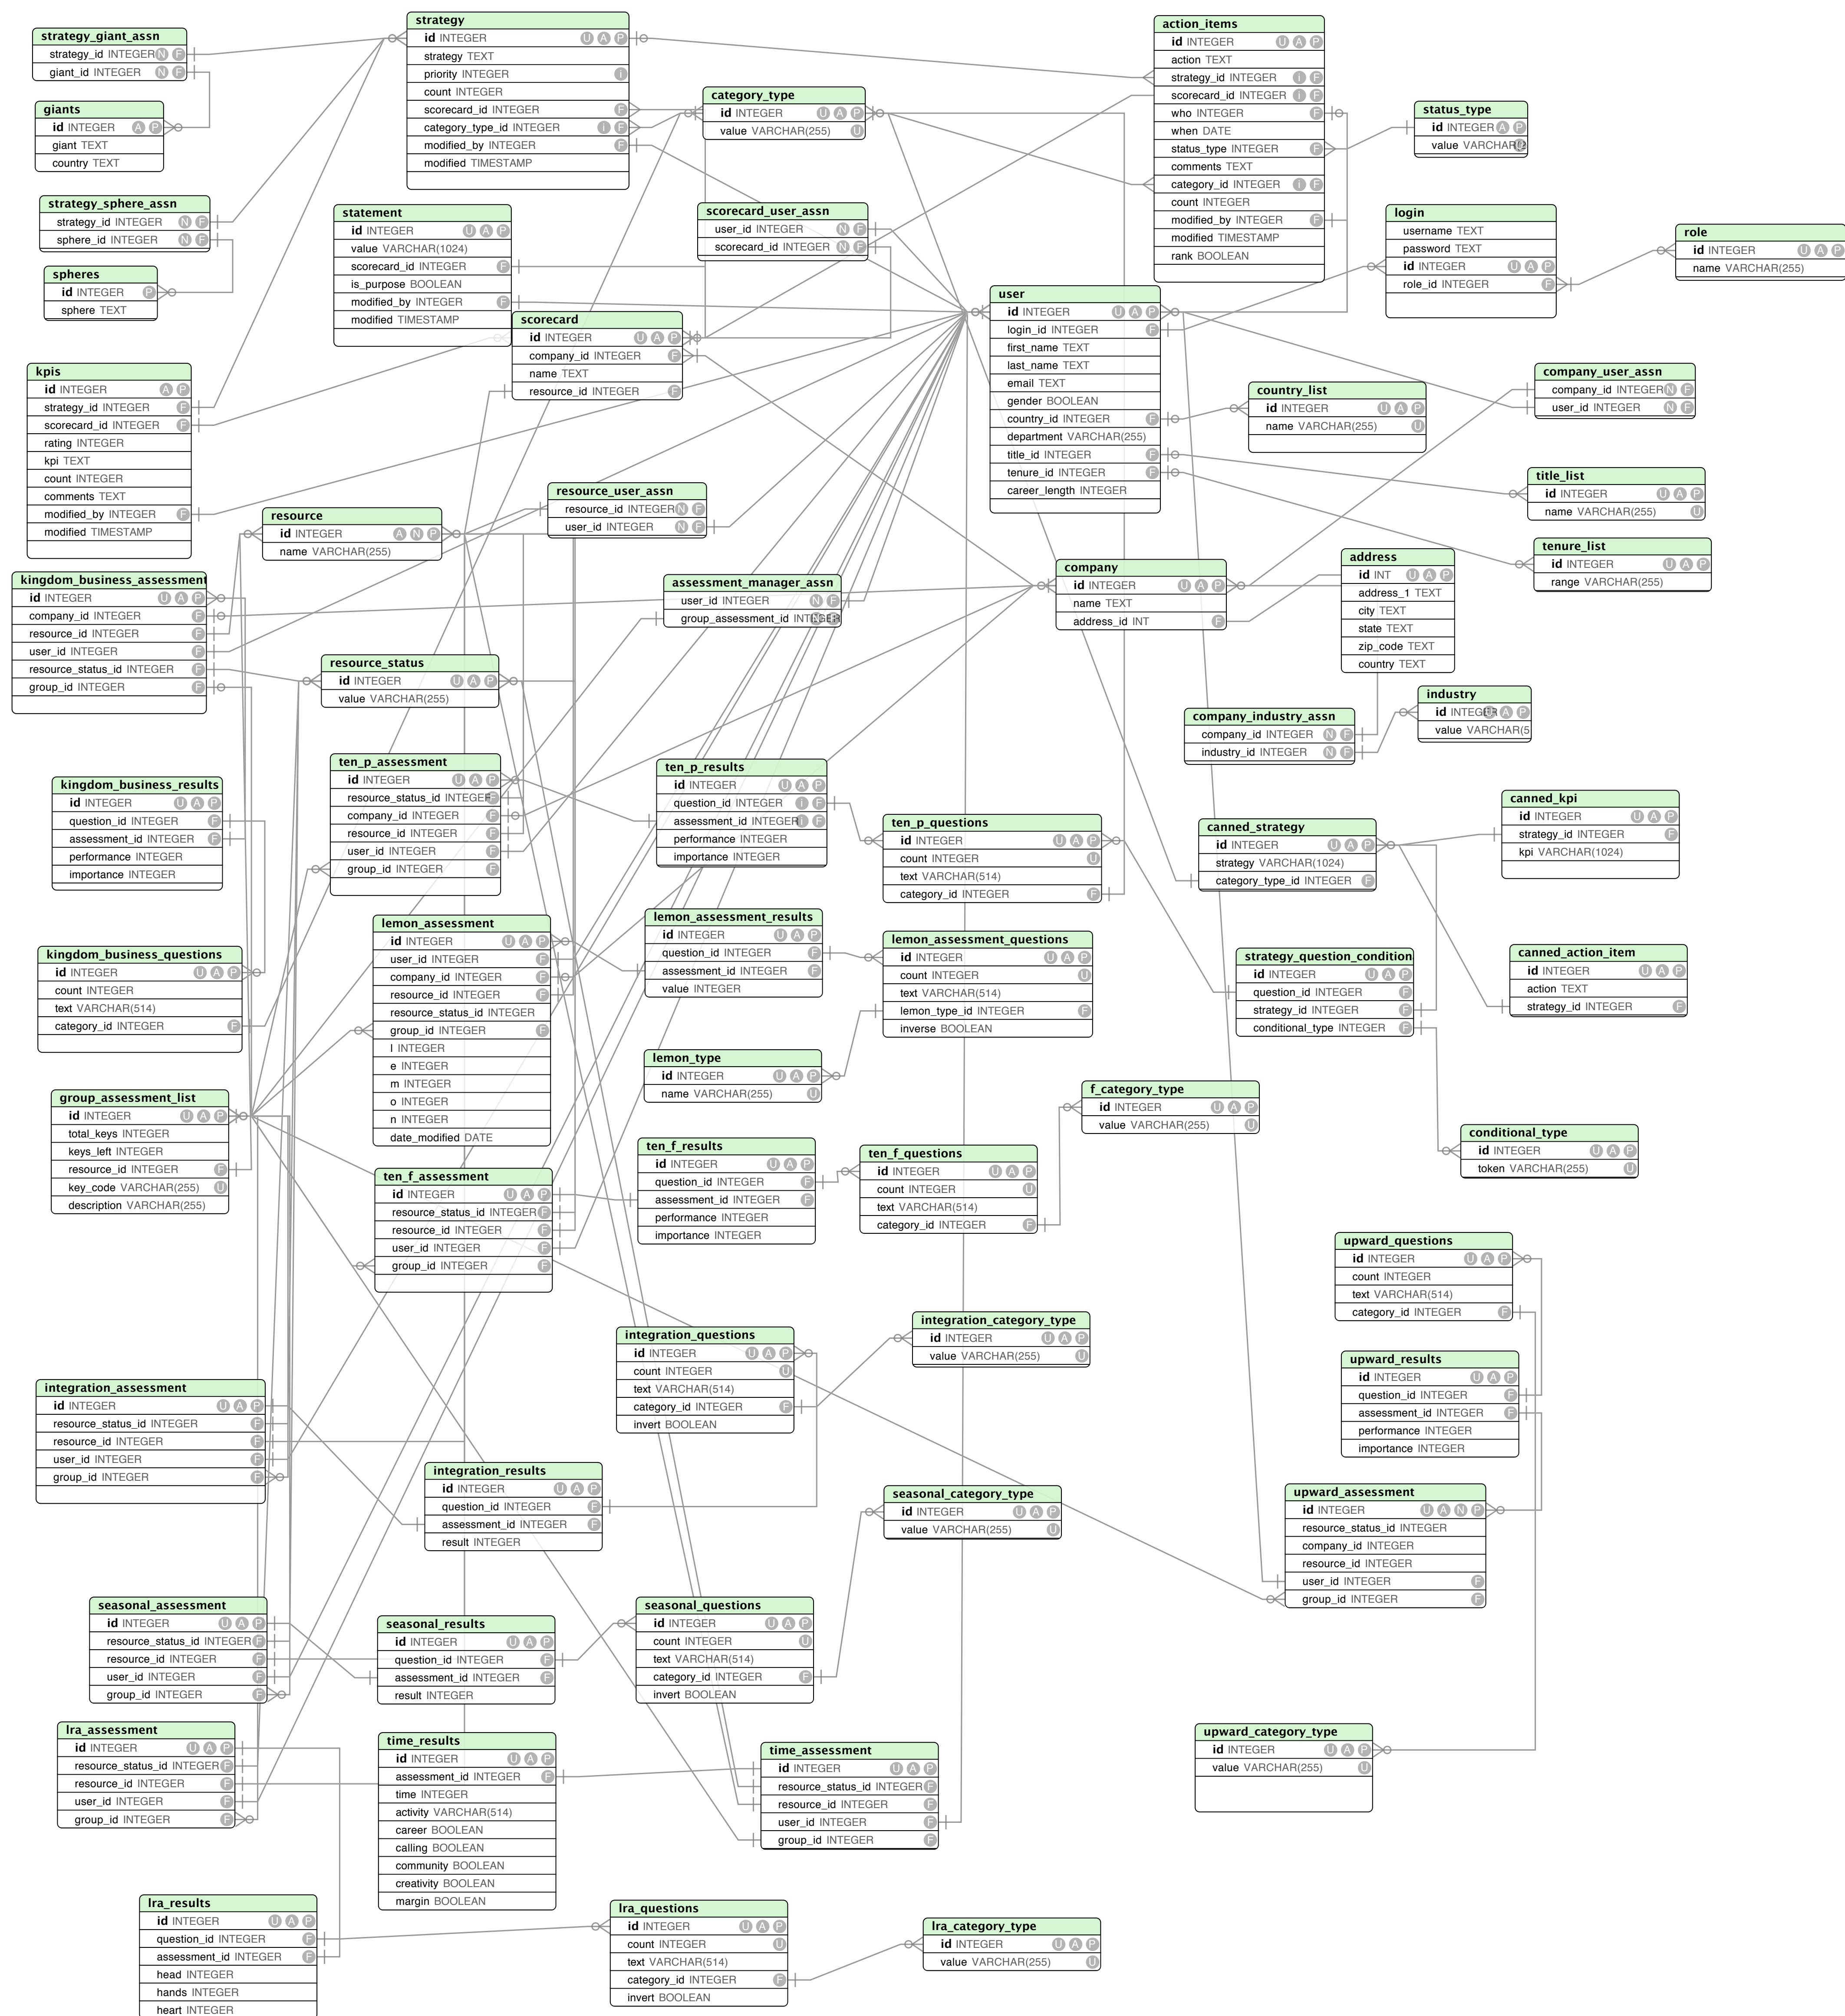 strategy_giant_assn
strategy_id INTEGER N F
giant_id INTEGER N F
giants
id INTEGER A P
giant TEXT
country TEXT
strategy_sphere_assn
strategy_id INTEGER N F
sphere_id INTEGER N F
spheres
id INTEGER P
sphere TEXT
strategy
id INTEGER U A P
strategy TEXT
priority INTEGER i
count INTEGER
scorecard_id INTEGER F
category_type_id INTEGER i F
modified_by INTEGER F
modified TIMESTAMP
category_type
id INTEGER U A P
value VARCHAR(255) U
action_items
id INTEGER U A P
action TEXT
strategy_id INTEGER i F
scorecard_id INTEGER i F
who INTEGER F
when DATE
status_type INTEGER F
comments TEXT
category_id INTEGER i F
count INTEGER
modified_by INTEGER F
modified TIMESTAMP
rank BOOLEAN
status_type
id INTEGER A P
value
login
username TEXT
password TEXT
id INTEGER U A P
role_id INTEGER F
role
id INTEGER U A P
name VARCHAR(255)
statement
id INTEGER U A P
value VARCHAR(1024)
scorecard_id INTEGER F
is_purpose BOOLEAN
modified_by INTEGER F
modified TIMESTAMP
scorecard_user_assn
user_id INTEGER N F
scorecard_id INTEGER N F
scorecard
id INTEGER U A P
company_id INTEGER F
name TEXT
resource_id INTEGER F
user
id INTEGER U A P
login_id INTEGER F
first_name TEXT
last_name TEXT
email TEXT
gender BOOLEAN
country_id INTEGER F
department VARCHAR(255)
title_id INTEGER F
tenure_id INTEGER F
career_length INTEGER
country_list
id INTEGER U A P
name VARCHAR(255) U
company_user_assn
company_id INTEGER N F
user_id INTEGER N F
title_list
id INTEGER U A P
name VARCHAR(255) U
tenure_list
id INTEGER U A P
range VARCHAR(255)
kpis
id INTEGER A P
strategy_id INTEGER F
scorecard_id INTEGER F
rating INTEGER
kpi TEXT
count INTEGER
comments TEXT
modified_by INTEGER F
modified TIMESTAMP
resource
id INTEGER A N P
name VARCHAR(255)
resource_user_assn
resource_id INTEGER N F
user_id INTEGER N F
kingdom_business_assessment
id INTEGER U A P
company_id INTEGER F
resource_id INTEGER F
user_id INTEGER F
resource_status_id INTEGER F
group_id INTEGER F
assessment_manager_assn
user_id INTEGER N F
group_assessment_id INTEGER
company
id INTEGER U A P
name TEXT
address_id INT F
address
id INT U A P
address_1 TEXT
city TEXT
state TEXT
zip_code TEXT
country TEXT
resource_status
id INTEGER U A P
value VARCHAR(255)
company_industry_assn
company_id INTEGER N F
industry_id INTEGER N F
industry
id INTEGER A P
value VARCHAR(5
ten_p_assessment
id INTEGER U A P
resource_status_id INTEGER F
company_id INTEGER F
resource_id INTEGER F
user_id INTEGER F
group_id INTEGER F
ten_p_results
id INTEGER U A P
question_id INTEGER i F
assessment_id INTEGER i F
performance INTEGER
importance INTEGER
ten_p_questions
id INTEGER U A P
count INTEGER U
text VARCHAR(514)
category_id INTEGER F
canned_strategy
id INTEGER U A P
strategy VARCHAR(1024)
category_type_id INTEGER F
canned_kpi
id INTEGER U A P
strategy_id INTEGER F
kpi VARCHAR(1024)
kingdom_business_results
id INTEGER U A P
question_id INTEGER F
assessment_id INTEGER F
performance INTEGER
importance INTEGER
kingdom_business_questions
id INTEGER U A P
count INTEGER
text VARCHAR(514)
category_id INTEGER F
lemon_assessment
id INTEGER U A P
user_id INTEGER F
company_id INTEGER F
resource_id INTEGER F
resource_status_id INTEGER
group_id INTEGER F
l INTEGER
e INTEGER
m INTEGER
o INTEGER
n INTEGER
date_modified DATE
lemon_assessment_results
id INTEGER U A P
question_id INTEGER F
assessment_id INTEGER F
value INTEGER
lemon_assessment_questions
id INTEGER U A P
count INTEGER U
text VARCHAR(514)
lemon_type_id INTEGER F
inverse BOOLEAN
strategy_question_condition
id INTEGER U A P
question_id INTEGER F
strategy_id INTEGER F
conditional_type INTEGER F
canned_action_item
id INTEGER U A P
action TEXT
strategy_id INTEGER F
lemon_type
id INTEGER U A P
name VARCHAR(255) U
f_category_type
id INTEGER U A P
value VARCHAR(255) U
conditional_type
id INTEGER U A P
token VARCHAR(255) U
group_assessment_list
id INTEGER U A P
total_keys INTEGER
keys_left INTEGER
resource_id INTEGER F
key_code VARCHAR(255) U
description VARCHAR(255)
ten_f_assessment
id INTEGER U A P
resource_status_id INTEGER F
resource_id INTEGER F
user_id INTEGER F
group_id INTEGER F
ten_f_results
id INTEGER U A P
question_id INTEGER F
assessment_id INTEGER F
performance INTEGER
importance INTEGER
ten_f_questions
id INTEGER U A P
count INTEGER U
text VARCHAR(514)
category_id INTEGER F
upward_questions
id INTEGER U A P
count INTEGER
text VARCHAR(514)
category_id INTEGER F
integration_questions
id INTEGER U A P
count INTEGER U
text VARCHAR(514)
category_id INTEGER F
invert BOOLEAN
integration_category_type
id INTEGER U A P
value VARCHAR(255) U
upward_results
id INTEGER U A P
question_id INTEGER F
assessment_id INTEGER F
performance INTEGER
importance INTEGER
integration_assessment
id INTEGER U A P
resource_status_id INTEGER F
resource_id INTEGER F
user_id INTEGER F
group_id INTEGER F
integration_results
id INTEGER U A P
question_id INTEGER F
assessment_id INTEGER F
result INTEGER
seasonal_category_type
id INTEGER U A P
value VARCHAR(255) U
upward_assessment
id INTEGER U A N P
resource_status_id INTEGER
company_id INTEGER
resource_id INTEGER
user_id INTEGER F
group_id INTEGER F
seasonal_assessment
id INTEGER U A P
resource_status_id INTEGER F
resource_id INTEGER F
user_id INTEGER F
group_id INTEGER F
seasonal_results
id INTEGER U A P
question_id INTEGER F
assessment_id INTEGER F
result INTEGER
seasonal_questions
id INTEGER U A P
count INTEGER U
text VARCHAR(514)
category_id INTEGER F
invert BOOLEAN
lra_assessment
id INTEGER U A P
resource_status_id INTEGER F
resource_id INTEGER F
user_id INTEGER F
group_id INTEGER F
time_results
id INTEGER U A P
assessment_id INTEGER F
time INTEGER
activity VARCHAR(514)
career BOOLEAN
calling BOOLEAN
community BOOLEAN
creativity BOOLEAN
margin BOOLEAN
time_assessment
id INTEGER U A P
resource_status_id INTEGER F
resource_id INTEGER F
user_id INTEGER F
group_id INTEGER F
upward_category_type
id INTEGER U A P
value VARCHAR(255) U
lra_results
id INTEGER U A P
question_id INTEGER F
assessment_id INTEGER F
head INTEGER
hands INTEGER
heart INTEGER
lra_questions
id INTEGER U A P
count INTEGER U
text VARCHAR(514)
category_id INTEGER F
invert BOOLEAN
lra_category_type
id INTEGER U A P
value VARCHAR(255) U